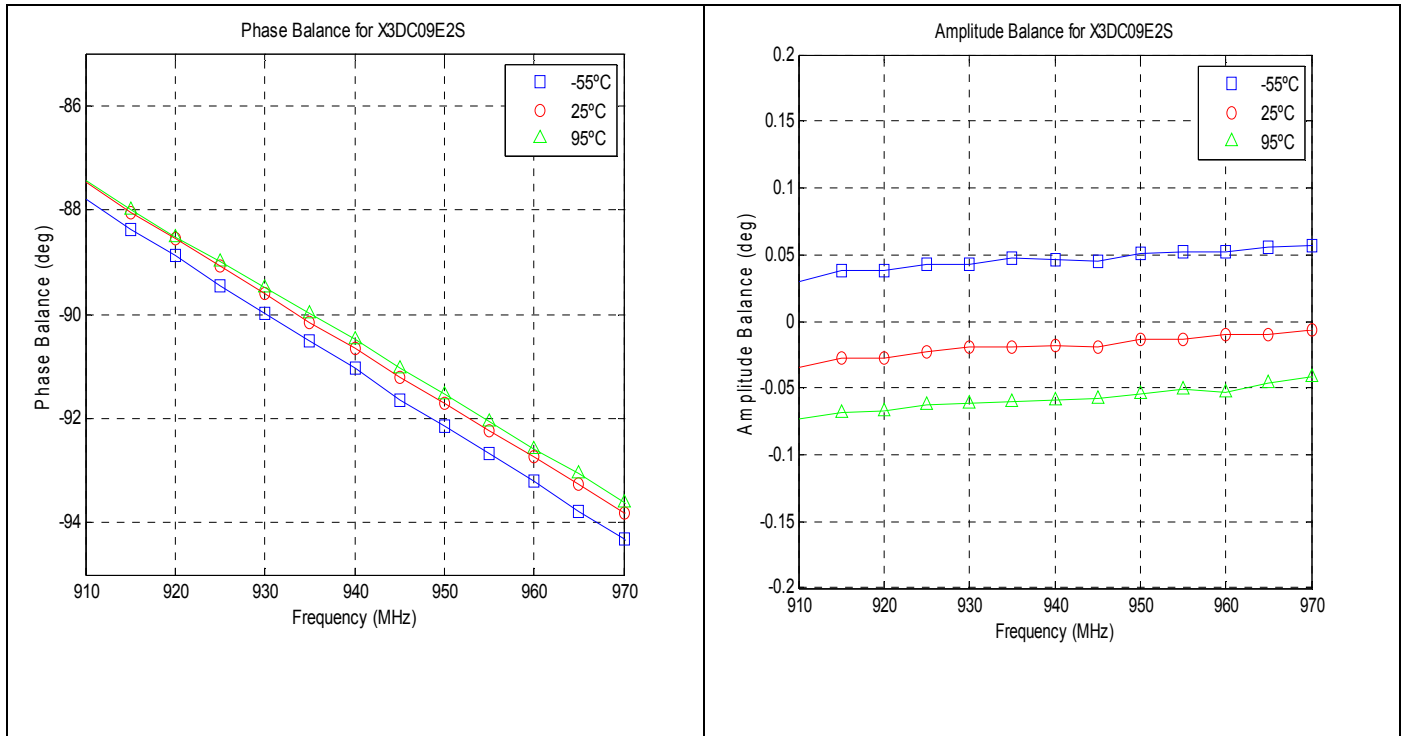 Phase Balance for X3DC09E2S
-55ºC
25ºC
95ºC
-86
-88
-90
-92
-94
Phase Balance (deg)
910 920 930 940 950 960 970
Frequency (MHz)
Amplitude Balance for X3DC09E2S
-55ºC
25ºC
95ºC
0.2
0.15
0.1
0.05
0
-0.05
-0.1
-0.15
-0.2
Amplitude Balance (deg)
910 920 930 940 950 960 970
Frequency (MHz)